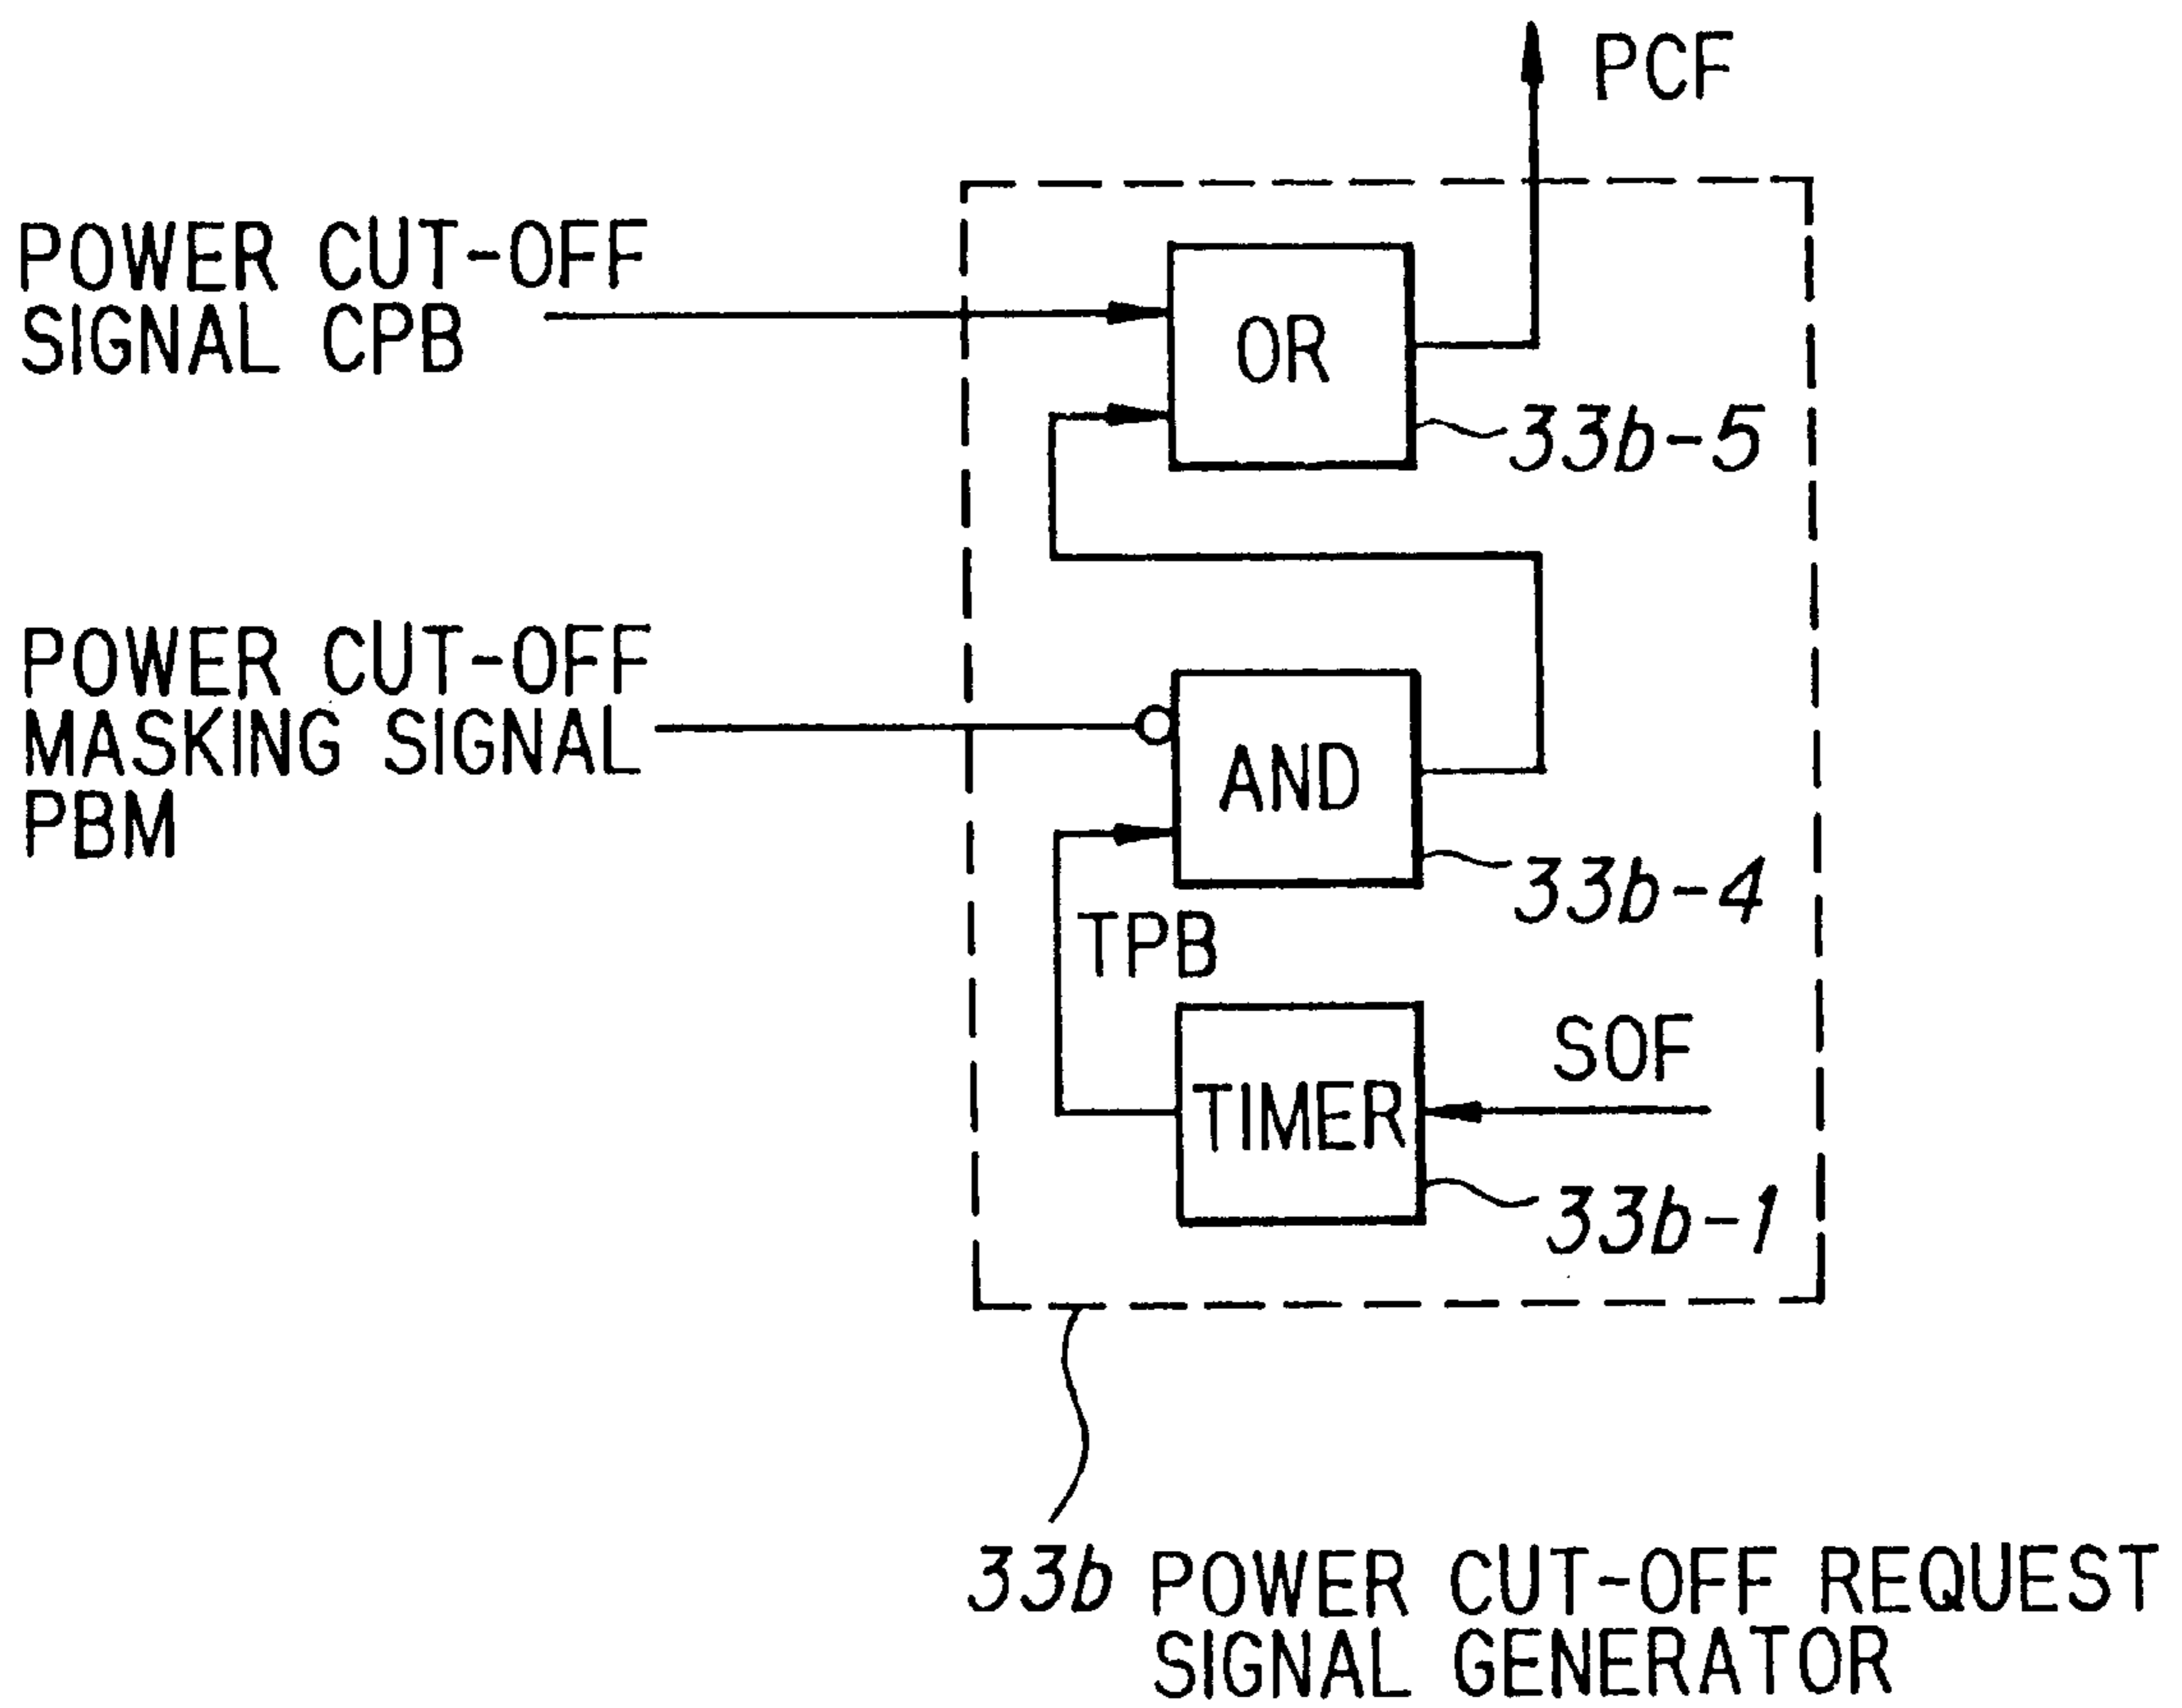 PCF
POWER CUT-OFF
SIGNAL CPB
OR
33b-5
POWER CUT-OFF
MASKING SIGNAL
PBM
AND
33b-4
TPB
SOF
TIMER
33b-1
33b POWER CUT-OFF REQUEST
SIGNAL GENERATOR